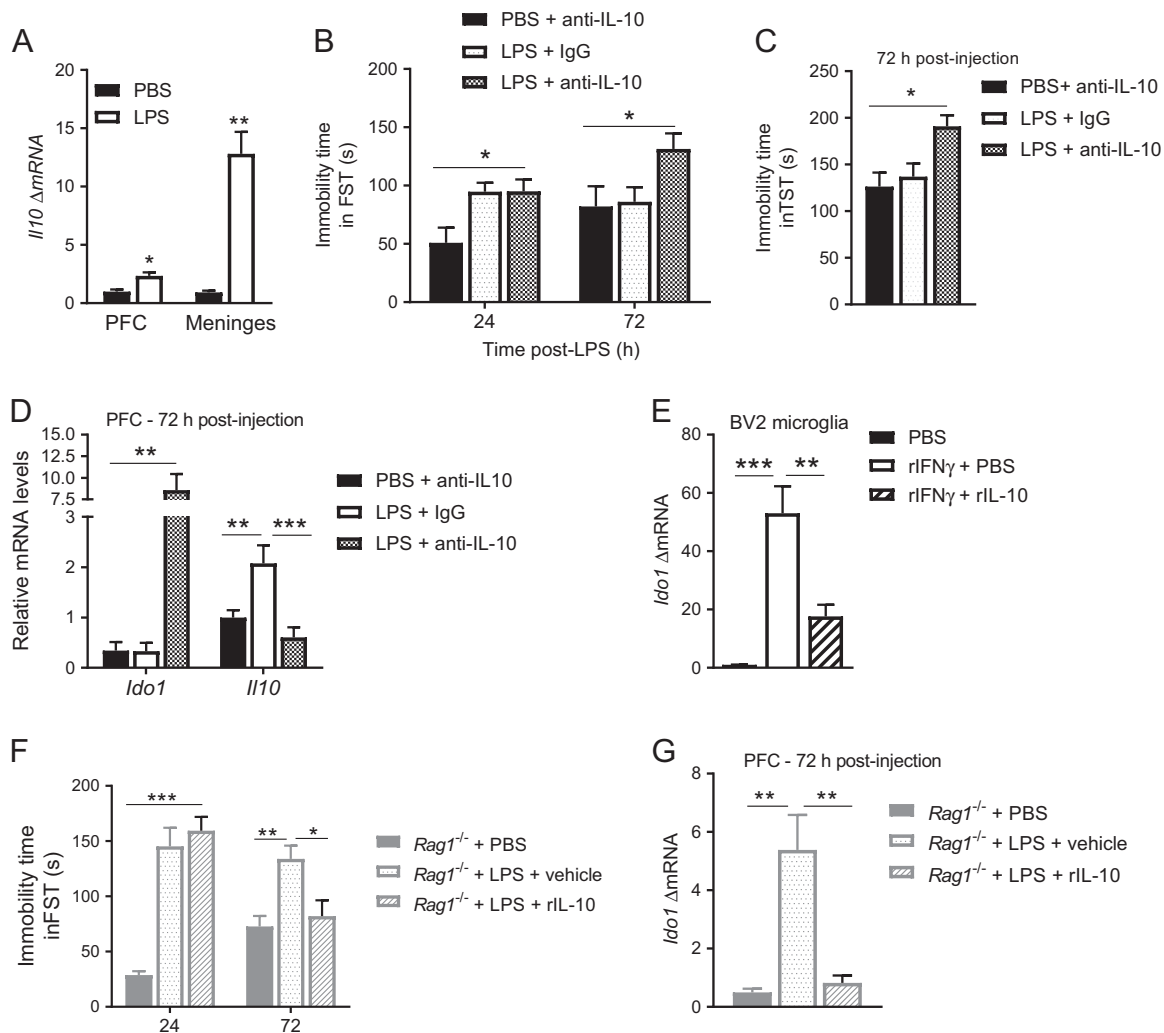 A
PBS
LPS
Il10 ΔmRNA
20
15
10
5
0
*
**
PFC
Meninges
B
PBS + anti-IL-10
LPS + IgG
LPS + anti-IL-10
Immobility time
in FST (s)
200
150
100
50
0
*
*
24
72
Time post-LPS (h)
C
72 h post-injection
PBS+ anti-IL-10
LPS + IgG
LPS + anti-IL-10
Immobility time
inTST (s)
250
200
150
100
50
0
*
D
PFC - 72 h post-injection
Relative mRNA levels
15.0
12.5
10.0
7.5
5.0
3
2
1
0
**
**
***
Ido1
Il10
PBS + anti-IL10
LPS + IgG
LPS + anti-IL-10
E
BV2 microglia
Ido1 ΔmRNA
80
60
40
20
0
***
**
PBS
rIFNγ + PBS
rIFNγ + rIL-10
F
Immobility time
inFST (s)
200
150
100
50
0
***
**
*
24
72
Rag1-/- + PBS
Rag1-/- + LPS + vehicle
Rag1-/- + LPS + rIL-10
G
PFC - 72 h post-injection
Ido1 ΔmRNA
8
6
4
2
0
**
**
Rag1-/- + PBS
Rag1-/- + LPS + vehicle
Rag1-/- + LPS + rIL-10